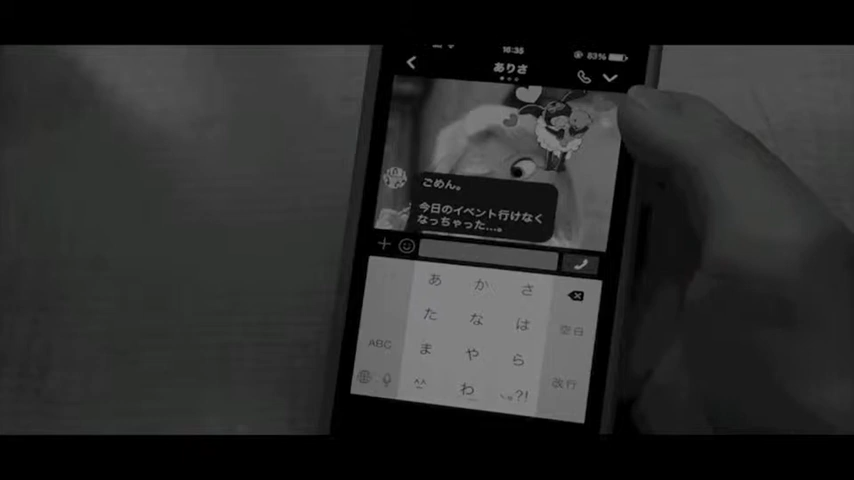 16:35
83%
ありさ
ごめん。
今日のイベント行けなく
なっちゃった...。
あ か さ
た な は 空白
ABC ま や ら
^^ わ 、。?! 改行